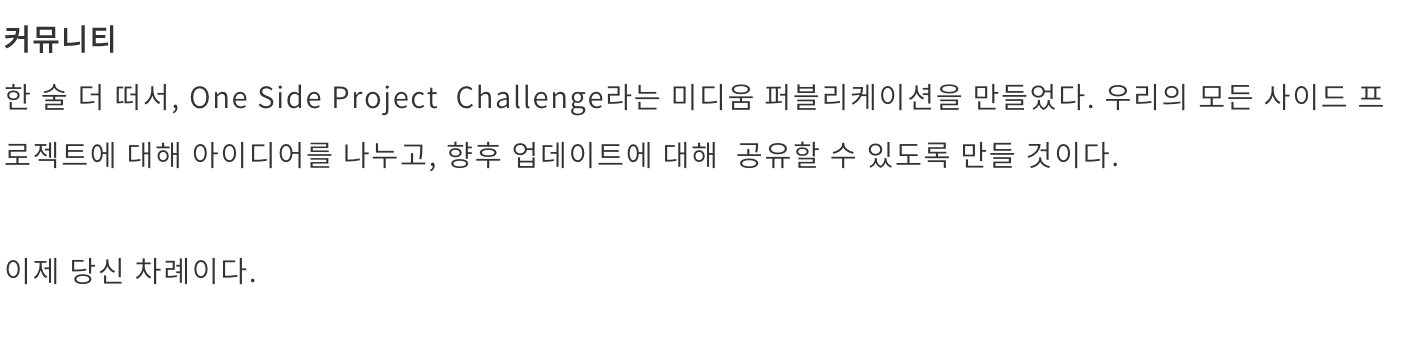 커뮤니티
한 술 더 떠서, One Side Project  Challenge라는 미디움 퍼블리케이션을 만들었다. 우리의 모든 사이드 프
로젝트에 대해 아이디어를 나누고, 향후 업데이트에 대해  공유할 수 있도록 만들 것이다.
이제 당신 차례이다.